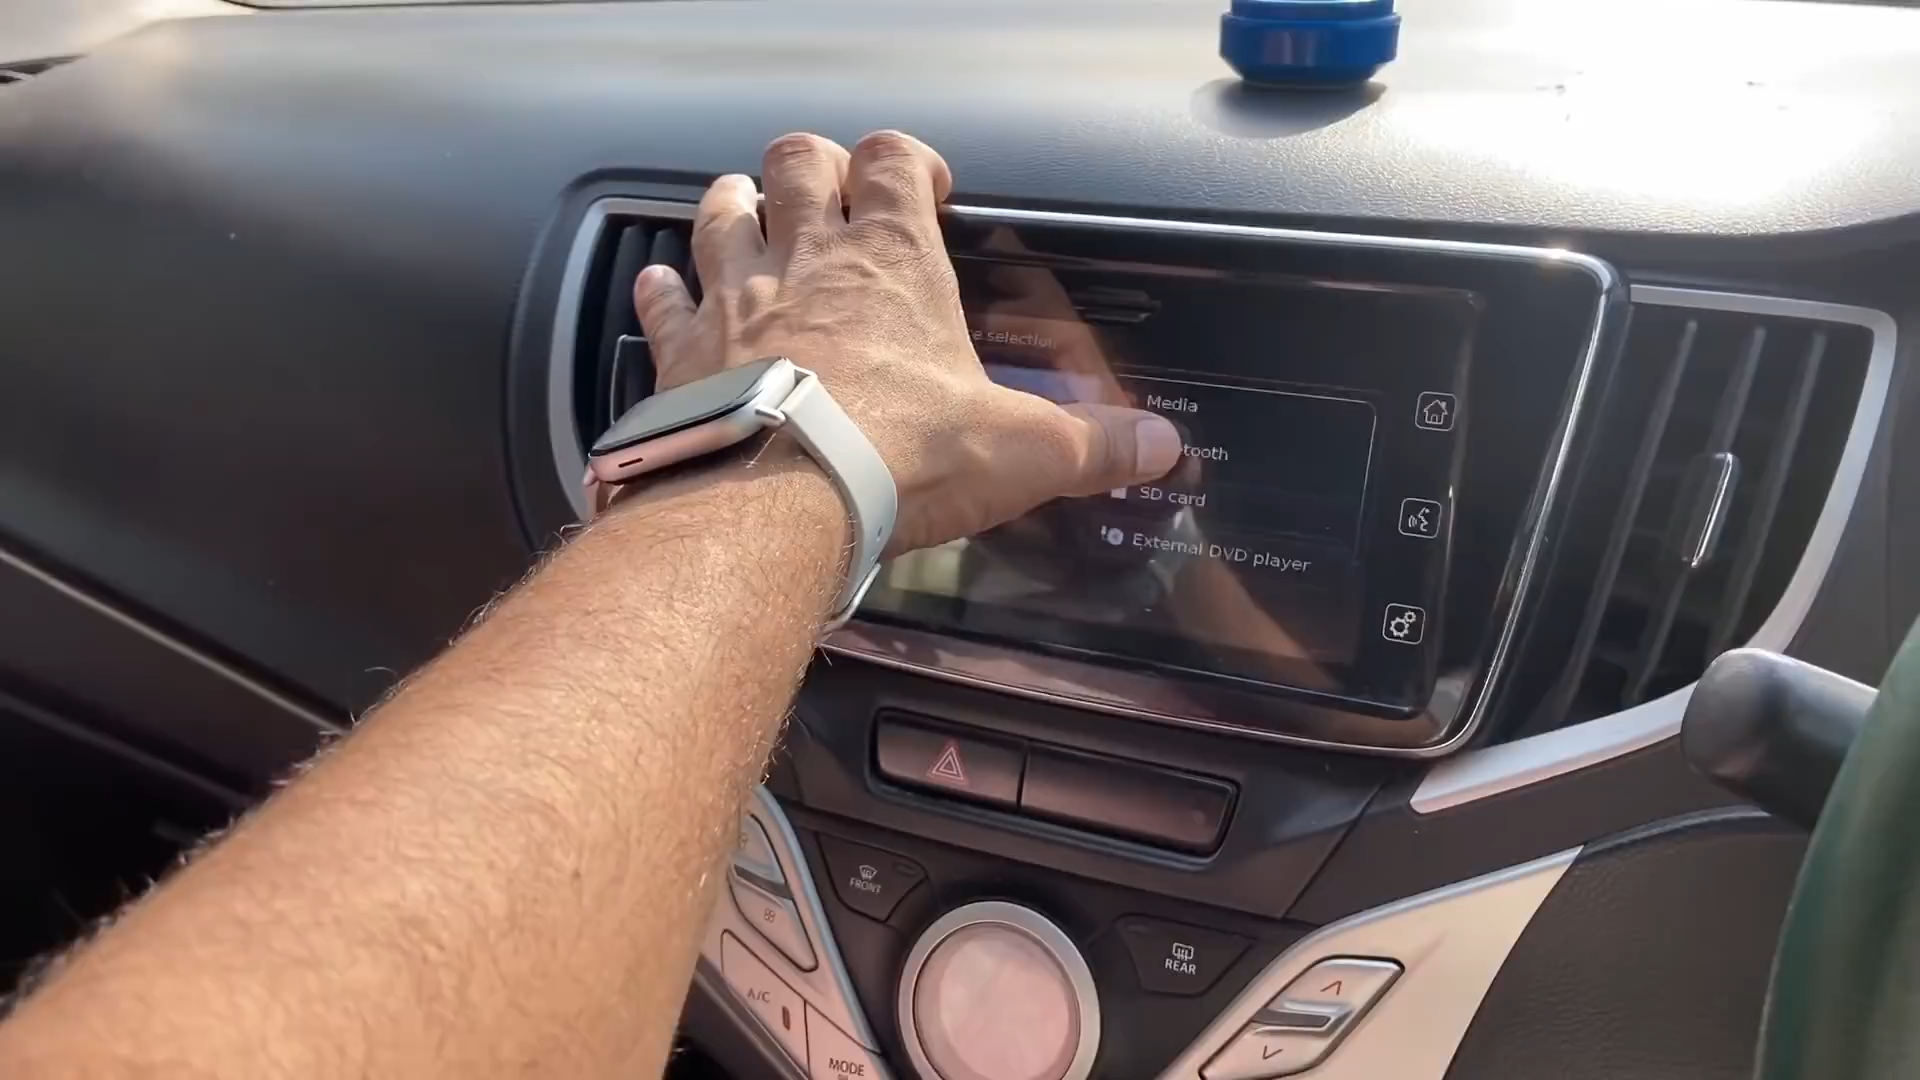 e selection
Media
tooth
SD card
External DVD player
FRONT
REAR
A/C
MODE